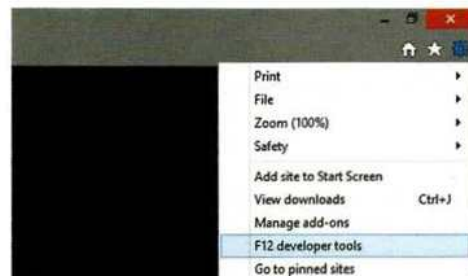 Print
File
Zoom (100%)
Safety
Add site to Start Screen
View downloads Ctrl+J
Manage add-ons
F12 developer tools
Go to pinned sites